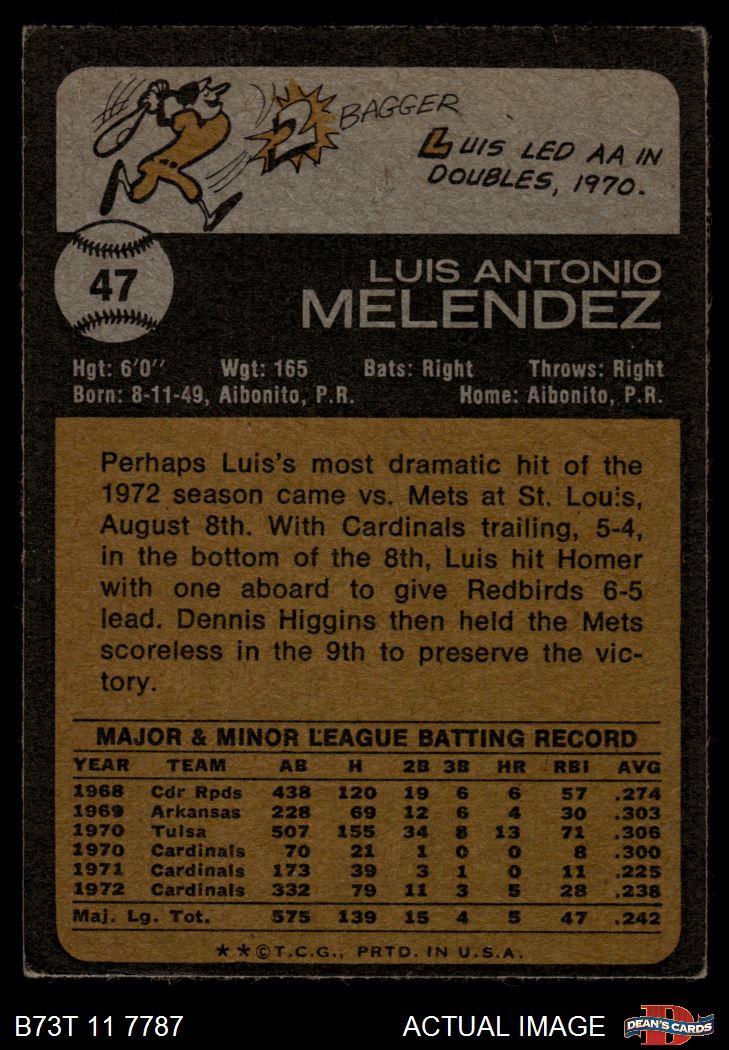 2 BAGGER
LUIS LED AA IN
DOUBLES, 1970.
47
LUIS ANTONIO
MELENDEZ
Hgt: 6'0'' Wgt: 165 Bats: Right Throws: Right
Born: 8-11-49, Aibonito, P.R. Home: Aibonito, P.R.
Perhaps Luis's most dramatic hit of the
1972 season came vs. Mets at St. Louis,
August 8th. With Cardinals trailing, 5-4,
in the bottom of the 8th, Luis hit Homer
with one aboard to give Redbirds 6-5
lead. Dennis Higgins then held the Mets
scoreless in the 9th to preserve the vic-
tory.
MAJOR & MINOR LEAGUE BATTING RECORD
YEAR TEAM AB H 2B 3B HR RBI AVG
1968 Cdr Rpds 438 120 19 6 6 57 .274
1969 Arkansas 228 69 12 6 4 30 .303
1970 Tulsa 507 155 34 8 13 71 .306
1970 Cardinals 70 21 1 0 0 8 .300
1971 Cardinals 173 39 3 1 0 11 .225
1972 Cardinals 332 79 11 3 5 28 .238
Maj. Lg. Tot. 575 139 15 4 5 47 .242
**©T.C.G., PRTD. IN U.S.A.
B73T 11 7787 ACTUAL IMAGE DEAN'S CARDS